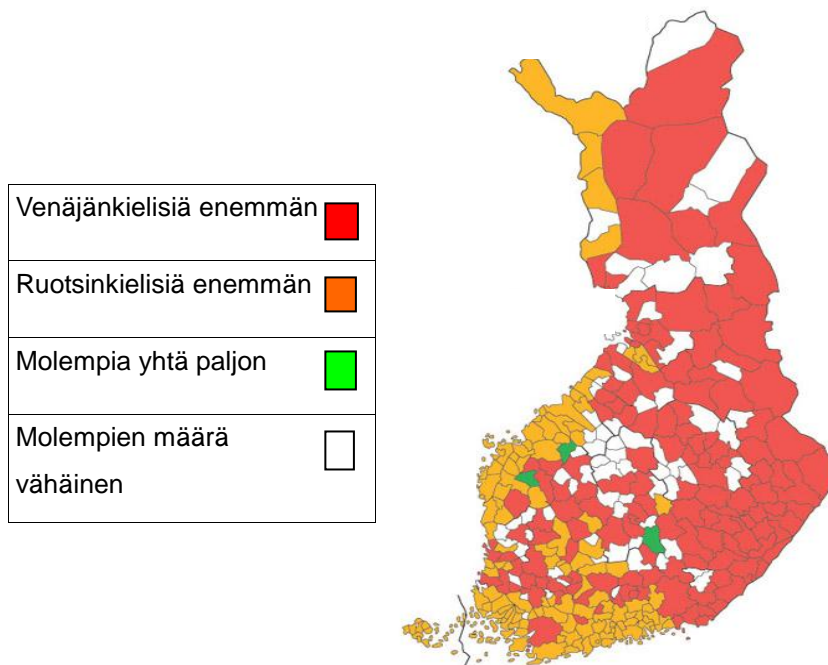 Venäjänkielisiä enemmän
Ruotsinkielisiä enemmän
Molempia yhtä paljon
Molempien määrä
vähäinen